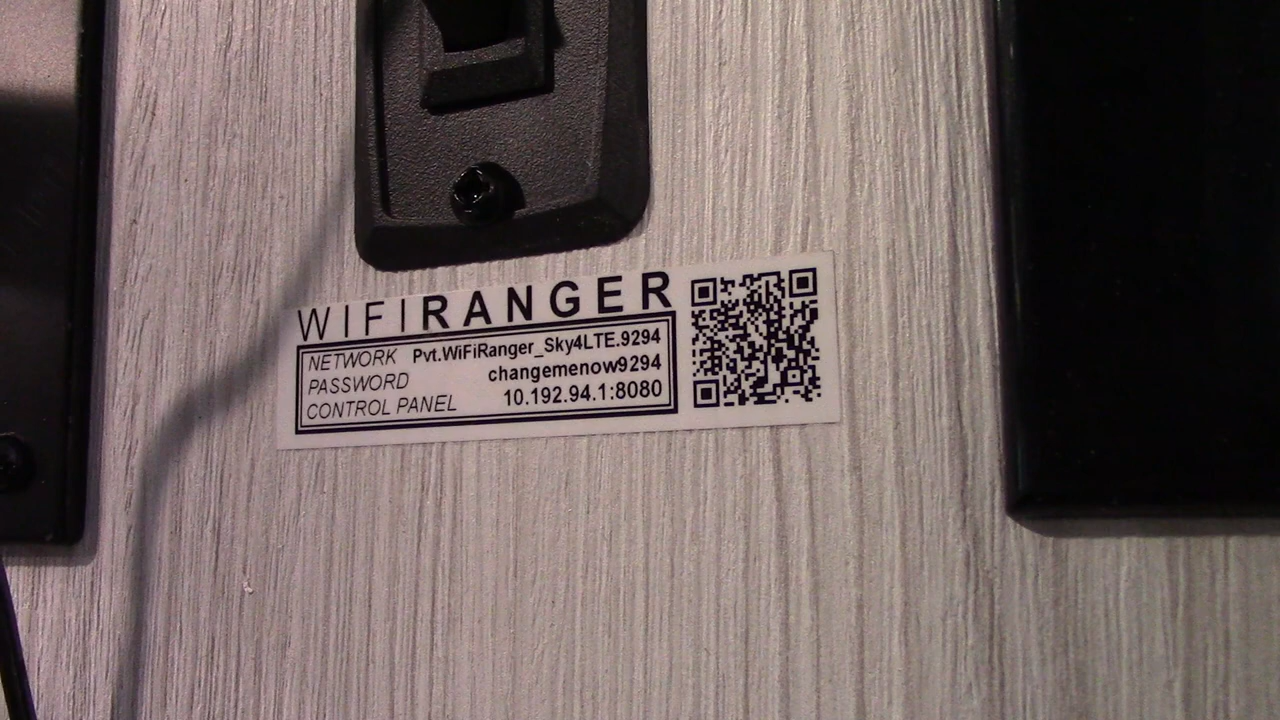 WIFIRANGER
NETWORK Pvt.WiFiRanger_Sky4LTE.9294
PASSWORD changemenow9294
CONTROL PANEL 10.192.94.1:8080